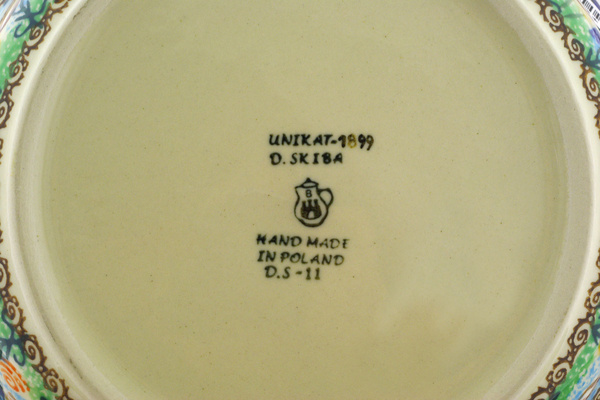 UNIKAT-1899
D. SKIBA
B
HAND MADE
IN POLAND
D.S-11